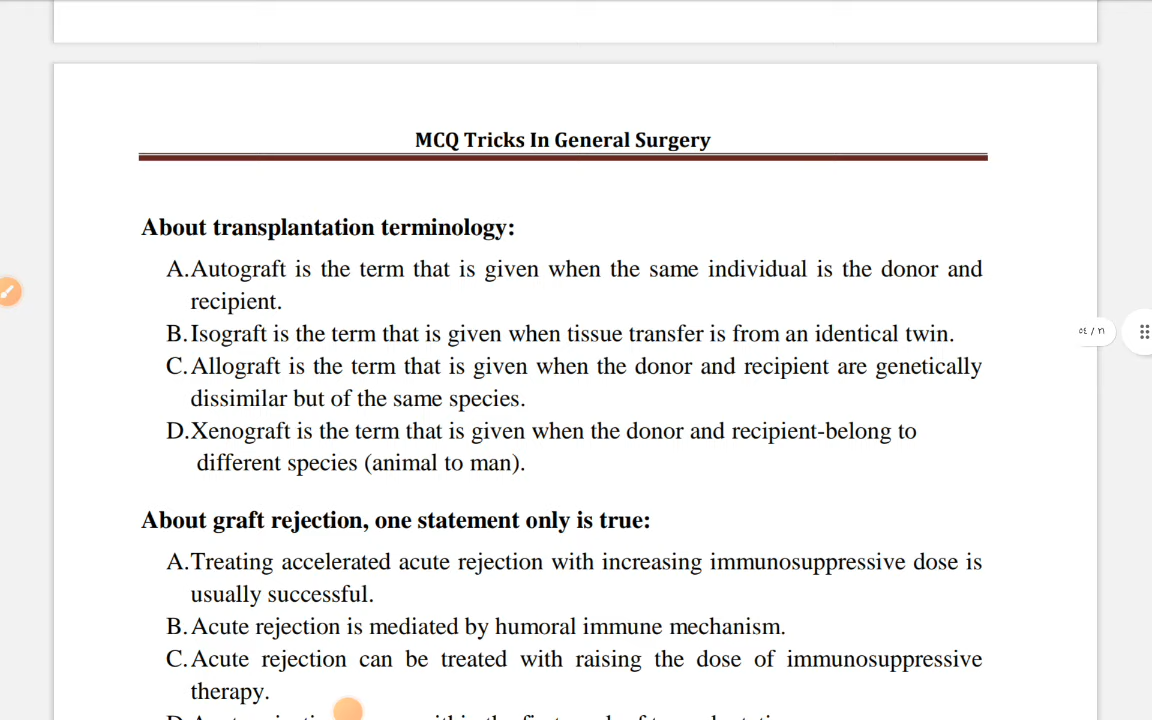 MCQ Tricks In General Surgery
About transplantation terminology:
A.Autograft is the term that is given when the same individual is the donor and
recipient.
B.Isograft is the term that is given when tissue transfer is from an identical twin.
C.Allograft is the term that is given when the donor and recipient are genetically
dissimilar but of the same species.
D.Xenograft is the term that is given when the donor and recipient-belong to
different species (animal to man).
About graft rejection, one statement only is true:
A.Treating accelerated acute rejection with increasing immunosuppressive dose is
usually successful.
B.Acute rejection is mediated by humoral immune mechanism.
C.Acute rejection can be treated with raising the dose of immunosuppressive
therapy.